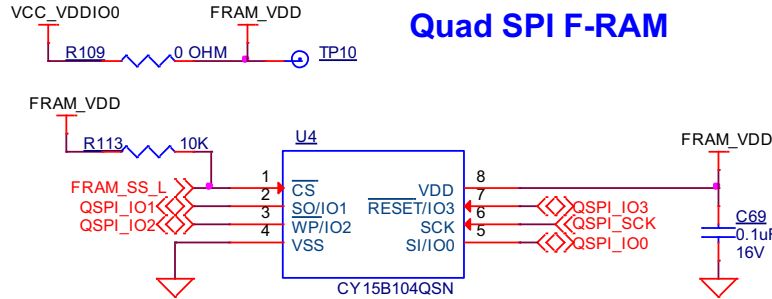 VCC_VDDIO0 FRAM_VDD Quad SPI F-RAM
R109 0 OHM TP10
FRAM_VDD
R113 10K U4 FRAM_VDD
FRAM_SS_L 1 CS VDD 8
QSPI_IO1 2 SO/IO1 RESET/IO3 7 QSPI_IO3
QSPI_IO2 3 WP/IO2 SCK 6 QSPI_SCK
4 VSS SI/IO0 5 QSPI_IO0
C69
0.1uF
16V
CY15B104QSN